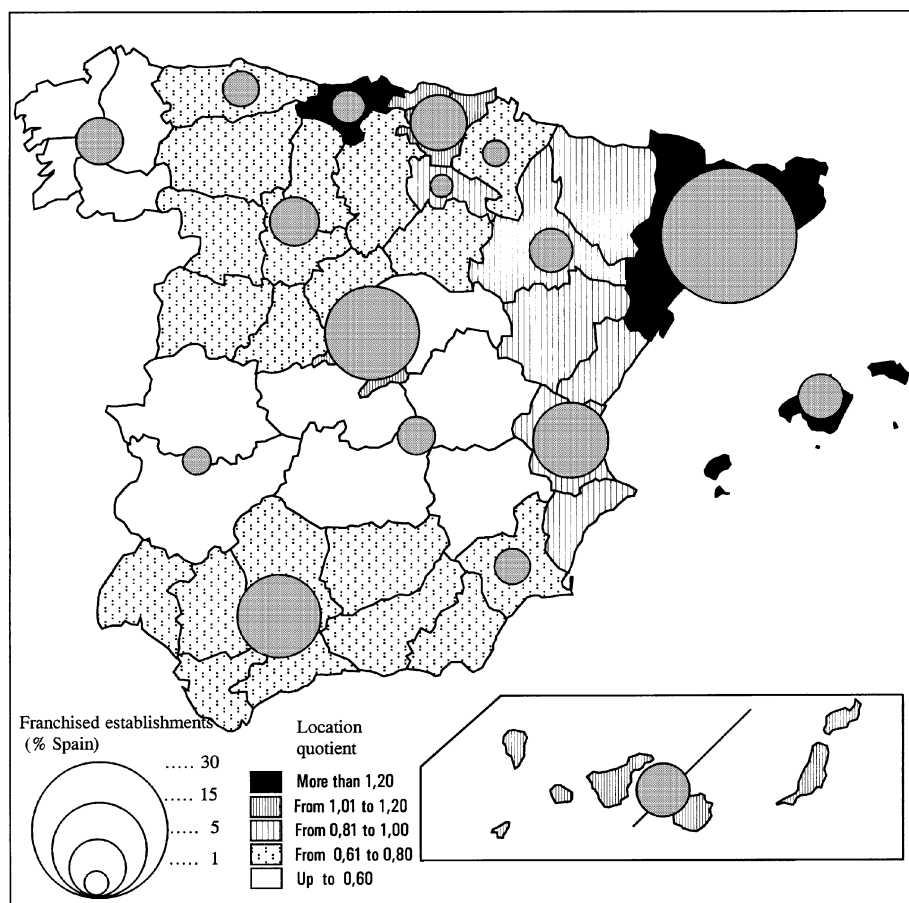 Franchised establishments
(% Spain)
..... 30
..... 15
..... 5
..... 1
Location
quotient
More than 1,20
From 1,01 to 1,20
From 0,81 to 1,00
From 0,61 to 0,80
Up to 0,60